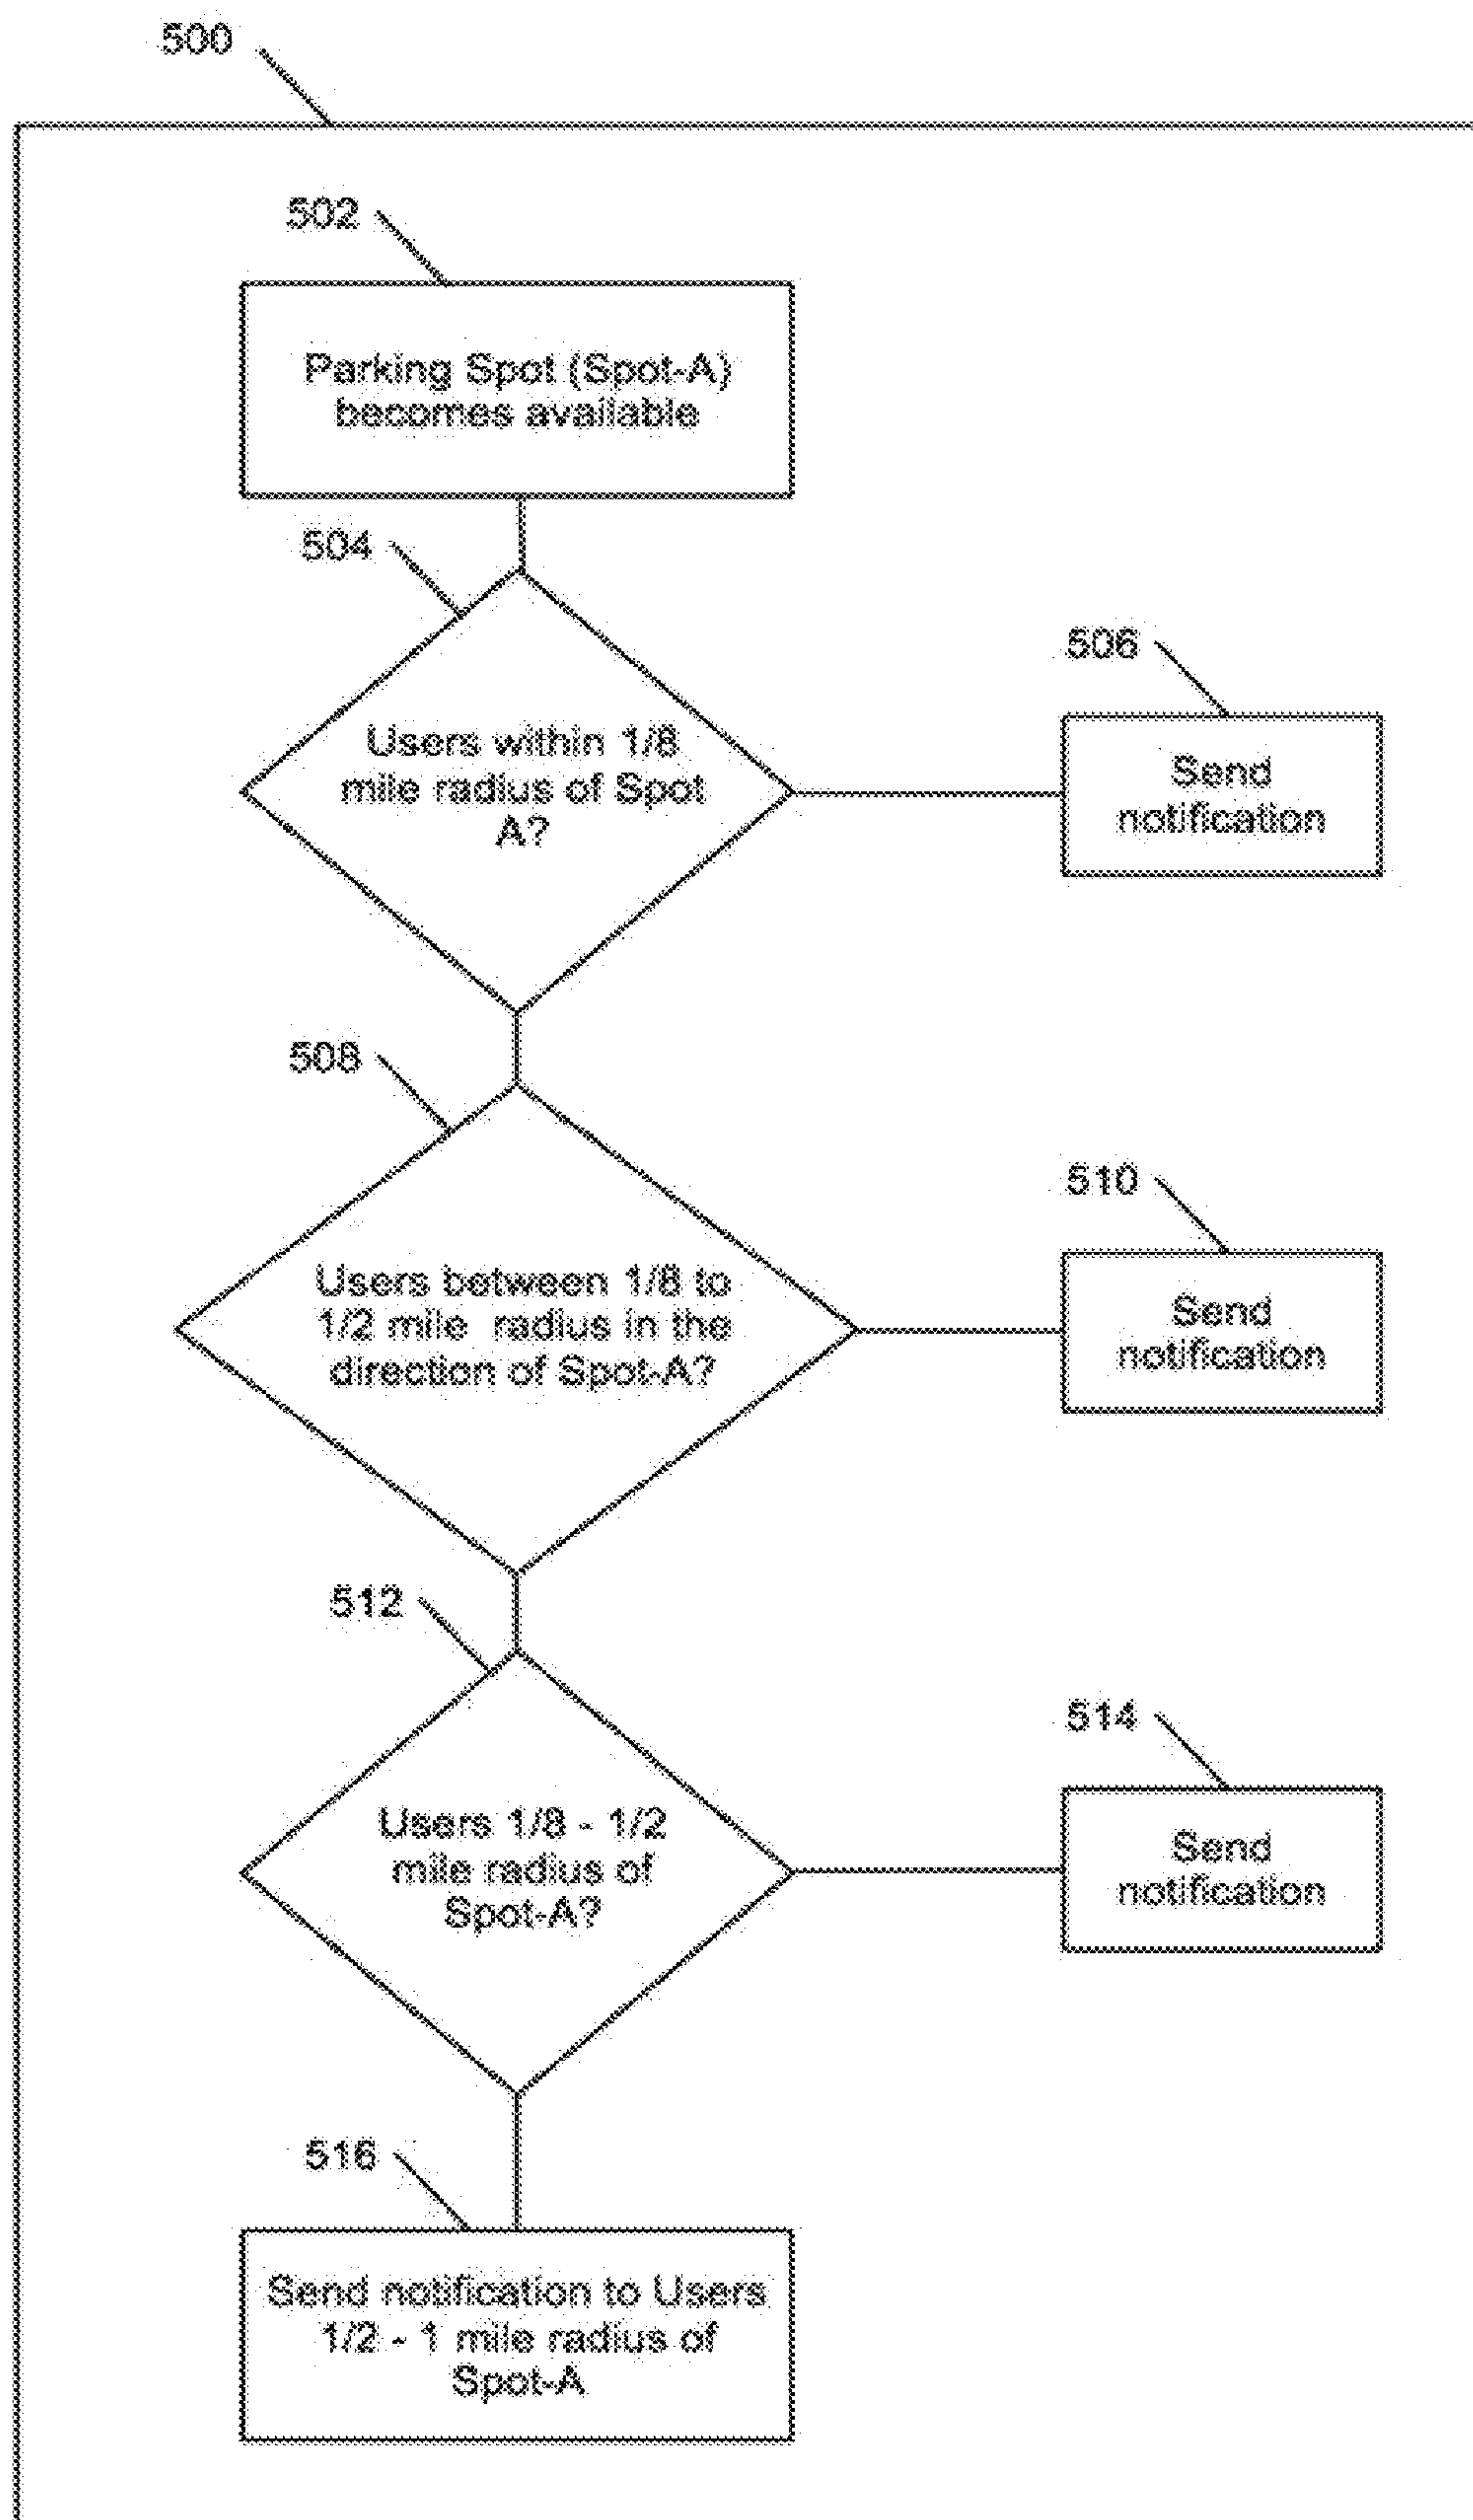 500
502
Parking Spot (Spot-A)
becomes available
504
Users within 1/8
mile radius of Spot
A?
506
Send
notification
508
Users between 1/8 to
1/2 mile radius in the
direction of Spot-A?
510
Send
notification
512
Users 1/8 - 1/2
mile radius of
Spot-A?
514
Send
notification
516
Send notification to Users
1/2 - 1 mile radius of
Spot-A